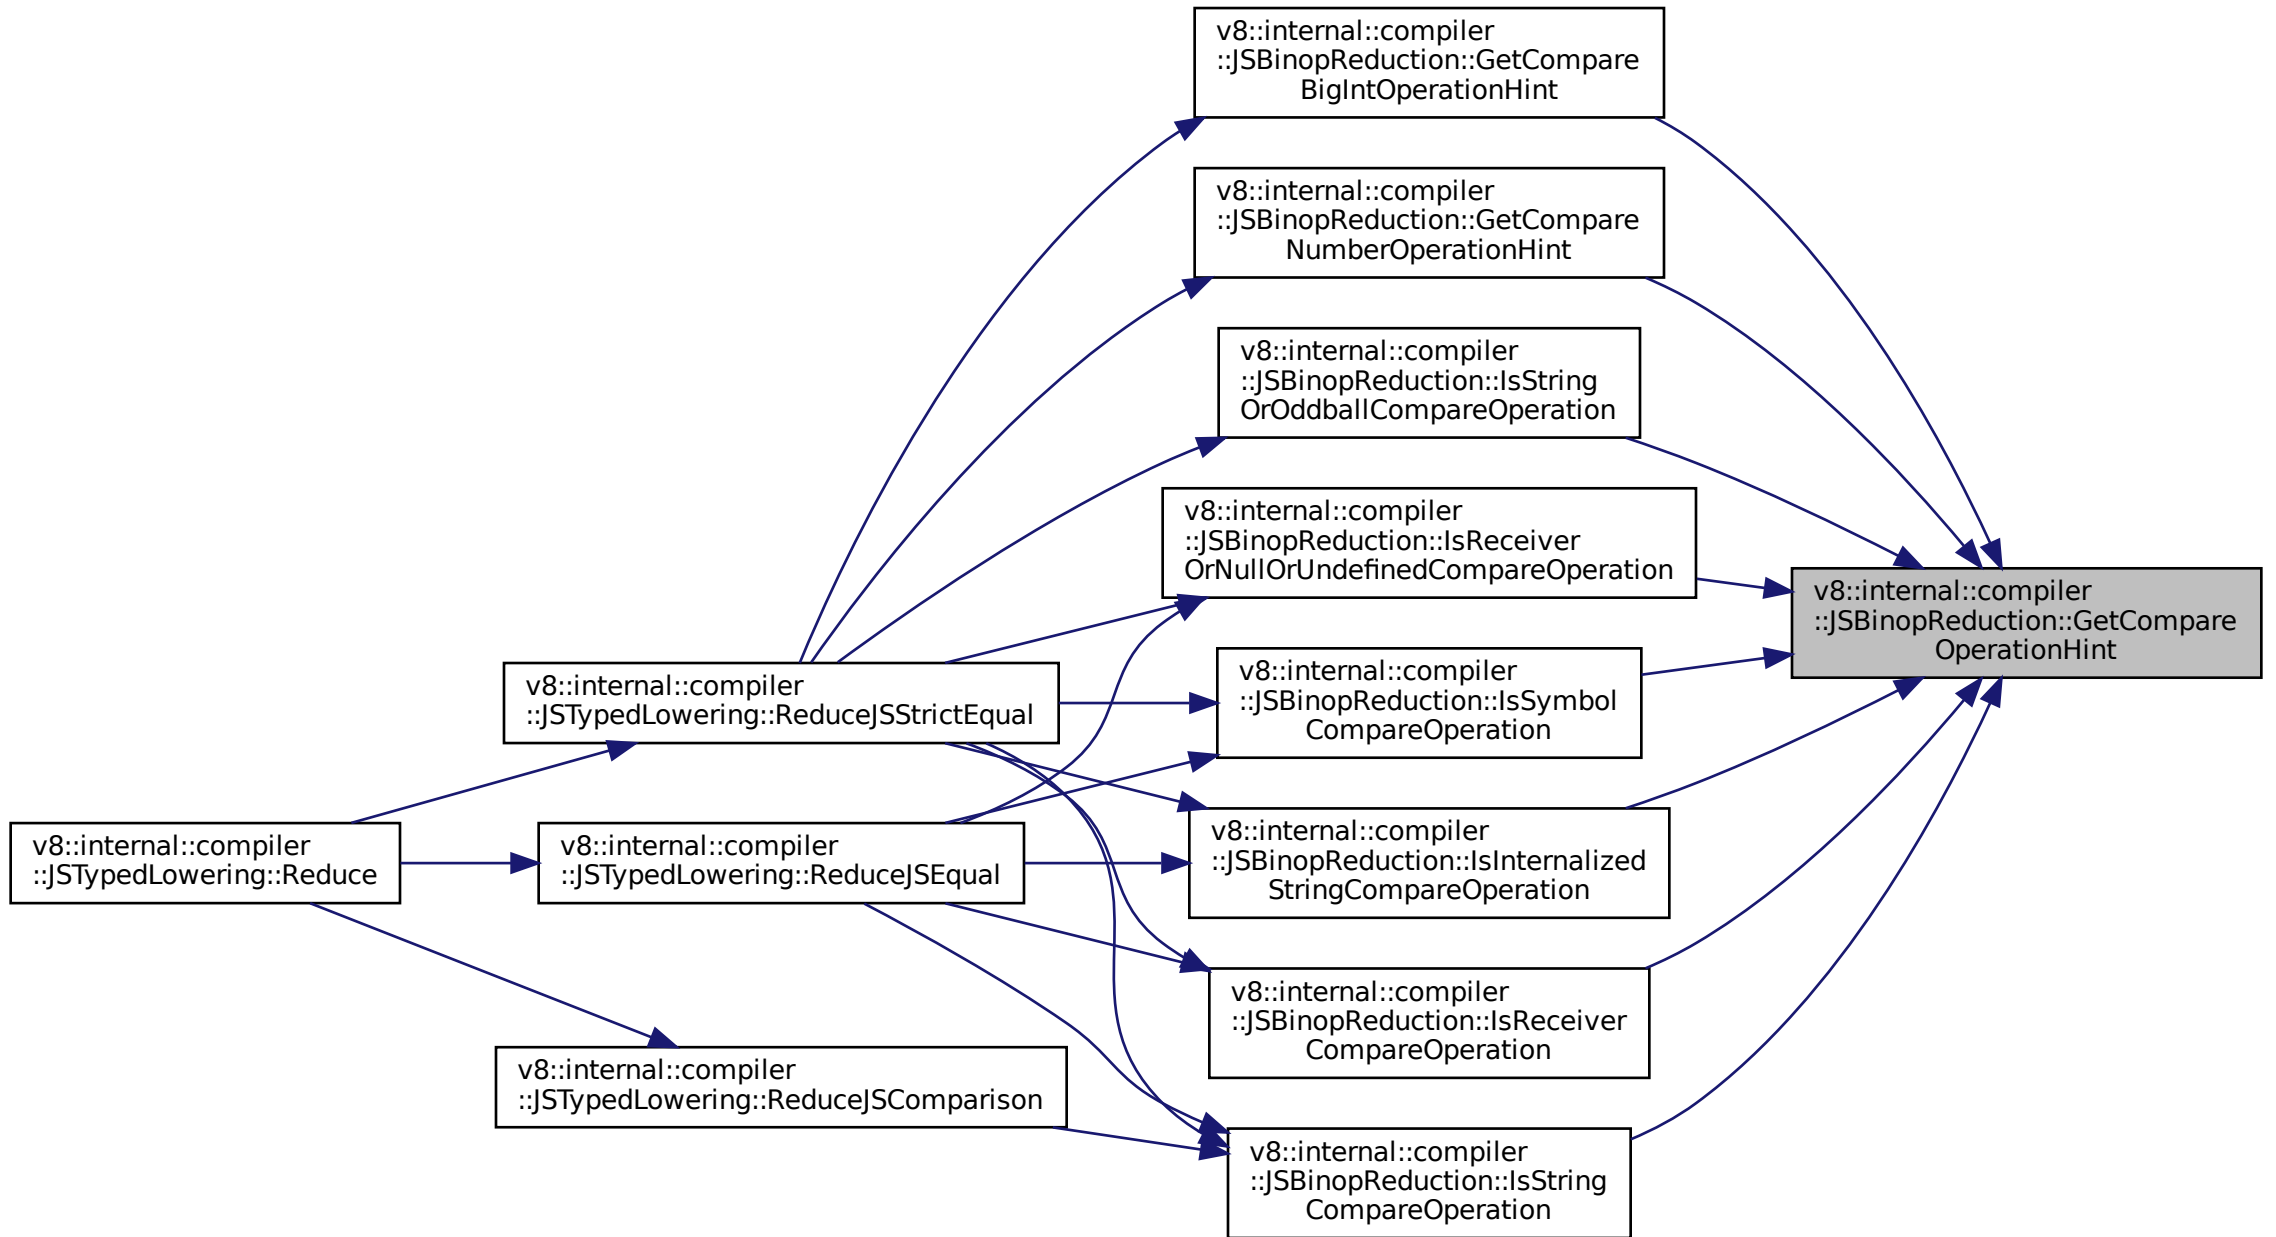 v8::internal::compiler
::JSBinopReduction::GetCompare
BigIntOperationHint
v8::internal::compiler
::JSBinopReduction::GetCompare
NumberOperationHint
v8::internal::compiler
::JSBinopReduction::IsString
OrOddballCompareOperation
v8::internal::compiler
::JSBinopReduction::IsReceiver
OrNullOrUndefinedCompareOperation
v8::internal::compiler
::JSBinopReduction::GetCompare
OperationHint
v8::internal::compiler
::JSTypedLowering::ReduceJSStrictEqual
v8::internal::compiler
::JSBinopReduction::IsSymbol
CompareOperation
v8::internal::compiler
::JSTypedLowering::Reduce
v8::internal::compiler
::JSTypedLowering::ReduceJSEqual
v8::internal::compiler
::JSBinopReduction::IsInternalized
StringCompareOperation
v8::internal::compiler
::JSBinopReduction::IsReceiver
CompareOperation
v8::internal::compiler
::JSTypedLowering::ReduceJSComparison
v8::internal::compiler
::JSBinopReduction::IsString
CompareOperation